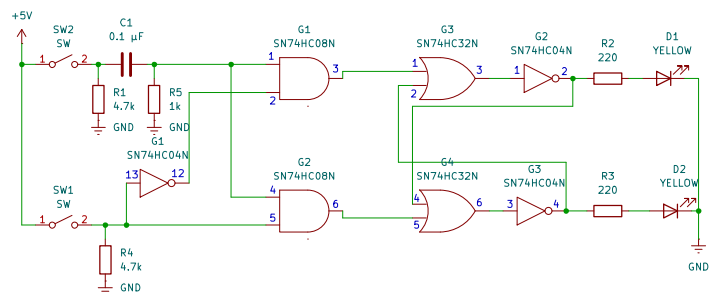 +5V
SW2
SW
1
2
C1
0.1 µF
R1
4.7k
GND
R5
1k
GND
G1
SN74HC08N
1
2
3
G3
SN74HC32N
1
2
3
G2
SN74HC04N
1
2
R2
220
D1
YELLOW
G1
SN74HC04N
13
12
SW1
SW
1
2
R4
4.7k
GND
G2
SN74HC08N
4
5
6
G4
SN74HC32N
4
5
6
G3
SN74HC04N
3
4
R3
220
D2
YELLOW
GND